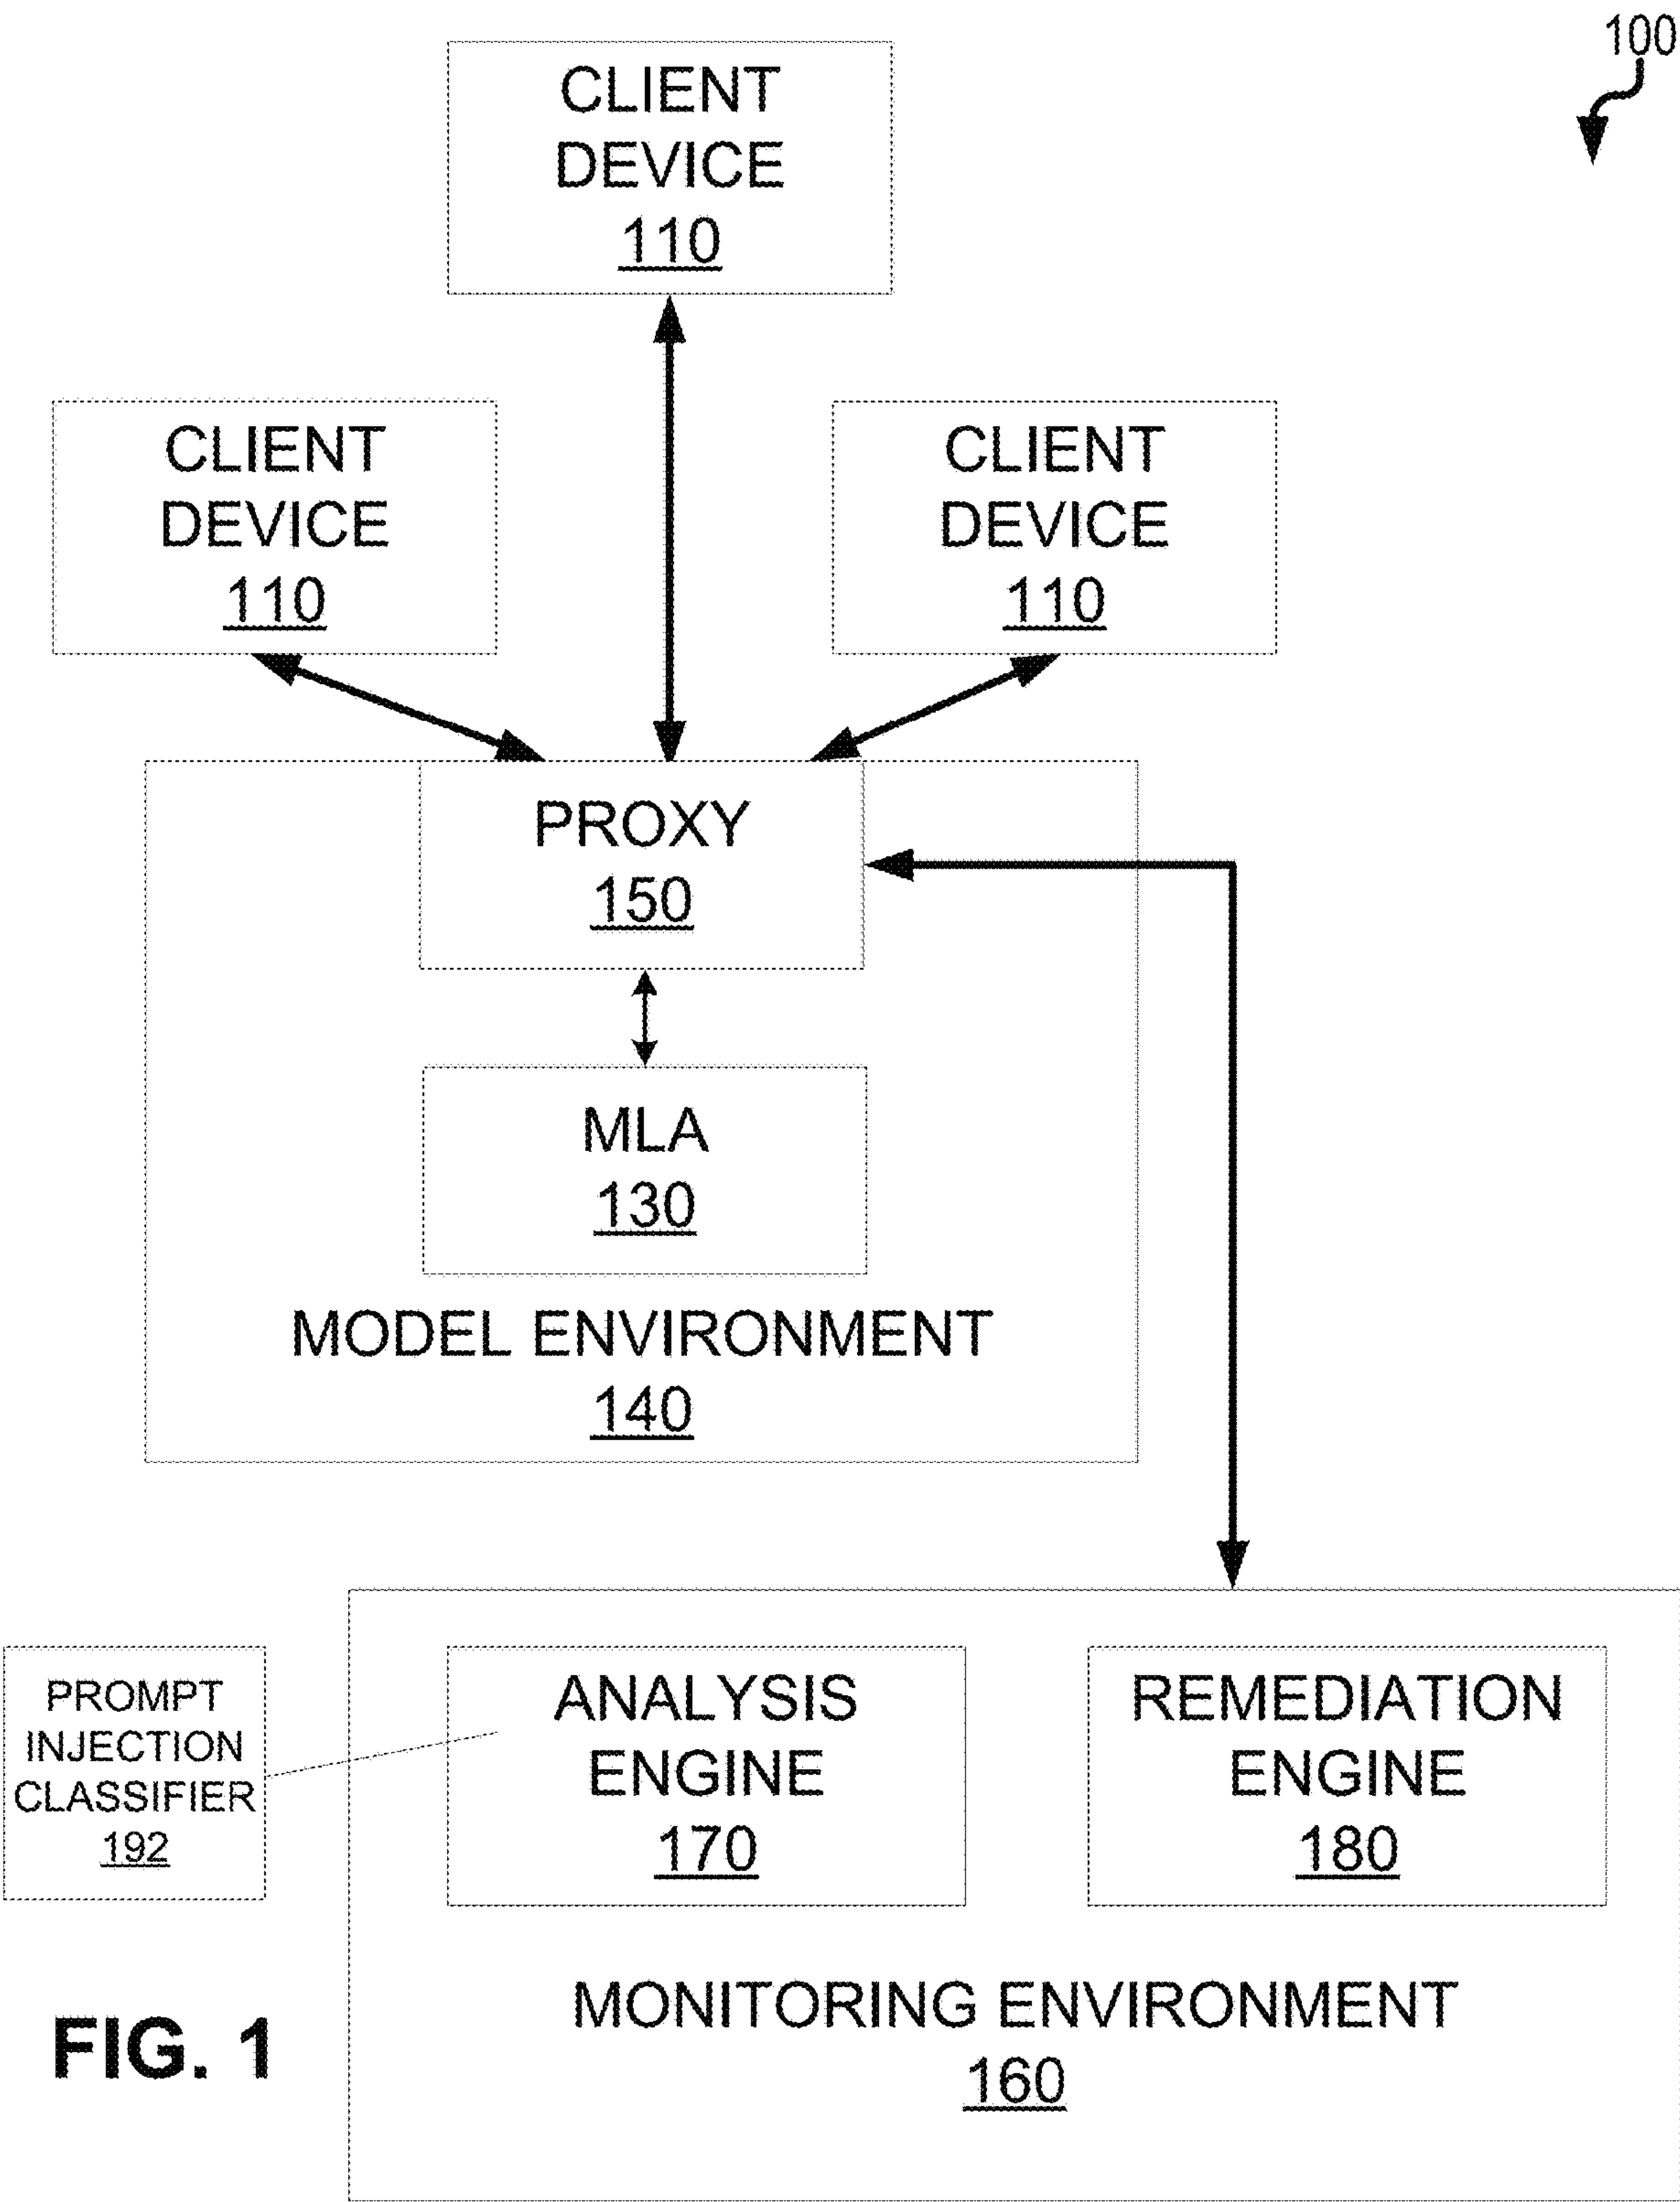 100
CLIENT
DEVICE
110
CLIENT
DEVICE
110
CLIENT
DEVICE
110
PROXY
150
MLA
130
MODEL ENVIRONMENT
140
PROMPT
INJECTION
CLASSIFIER
192
ANALYSIS
ENGINE
170
REMEDIATION
ENGINE
180
MONITORING ENVIRONMENT
160
FIG. 1